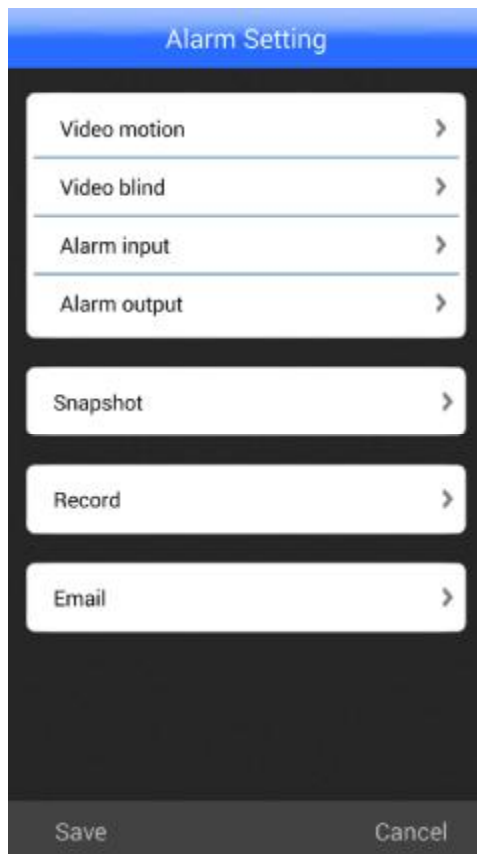 Alarm Setting
Video motion
Video blind
Alarm input
Alarm output
Snapshot
Record
Email
Save Cancel